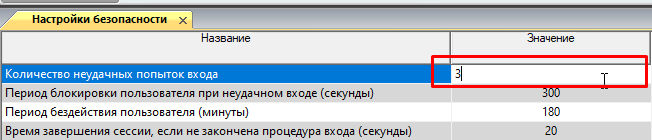 Настройки безопасности
Название Значение
Количество неудачных попыток входа 3
Период блокировки пользователя при неудачном входе (секунды) 300
Период бездействия пользователя (минуты) 180
Время завершения сессии, если не закончена процедура входа (секунды) 20